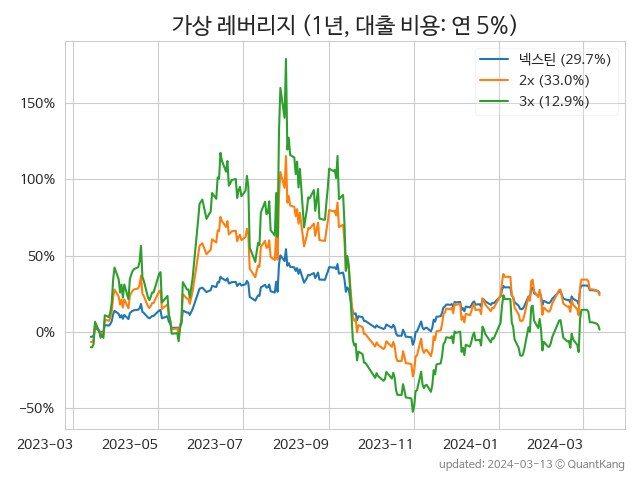 가상 레버리지 (1년, 대출 비용: 연 5%)
넥스틴 (29.7%)
2x (33.0%)
3x (12.9%)
150%
100%
50%
0%
−50%
2023-03 2023-05 2023-07 2023-09 2023-11 2024-01 2024-03
updated: 2024-03-13 © QuantKang